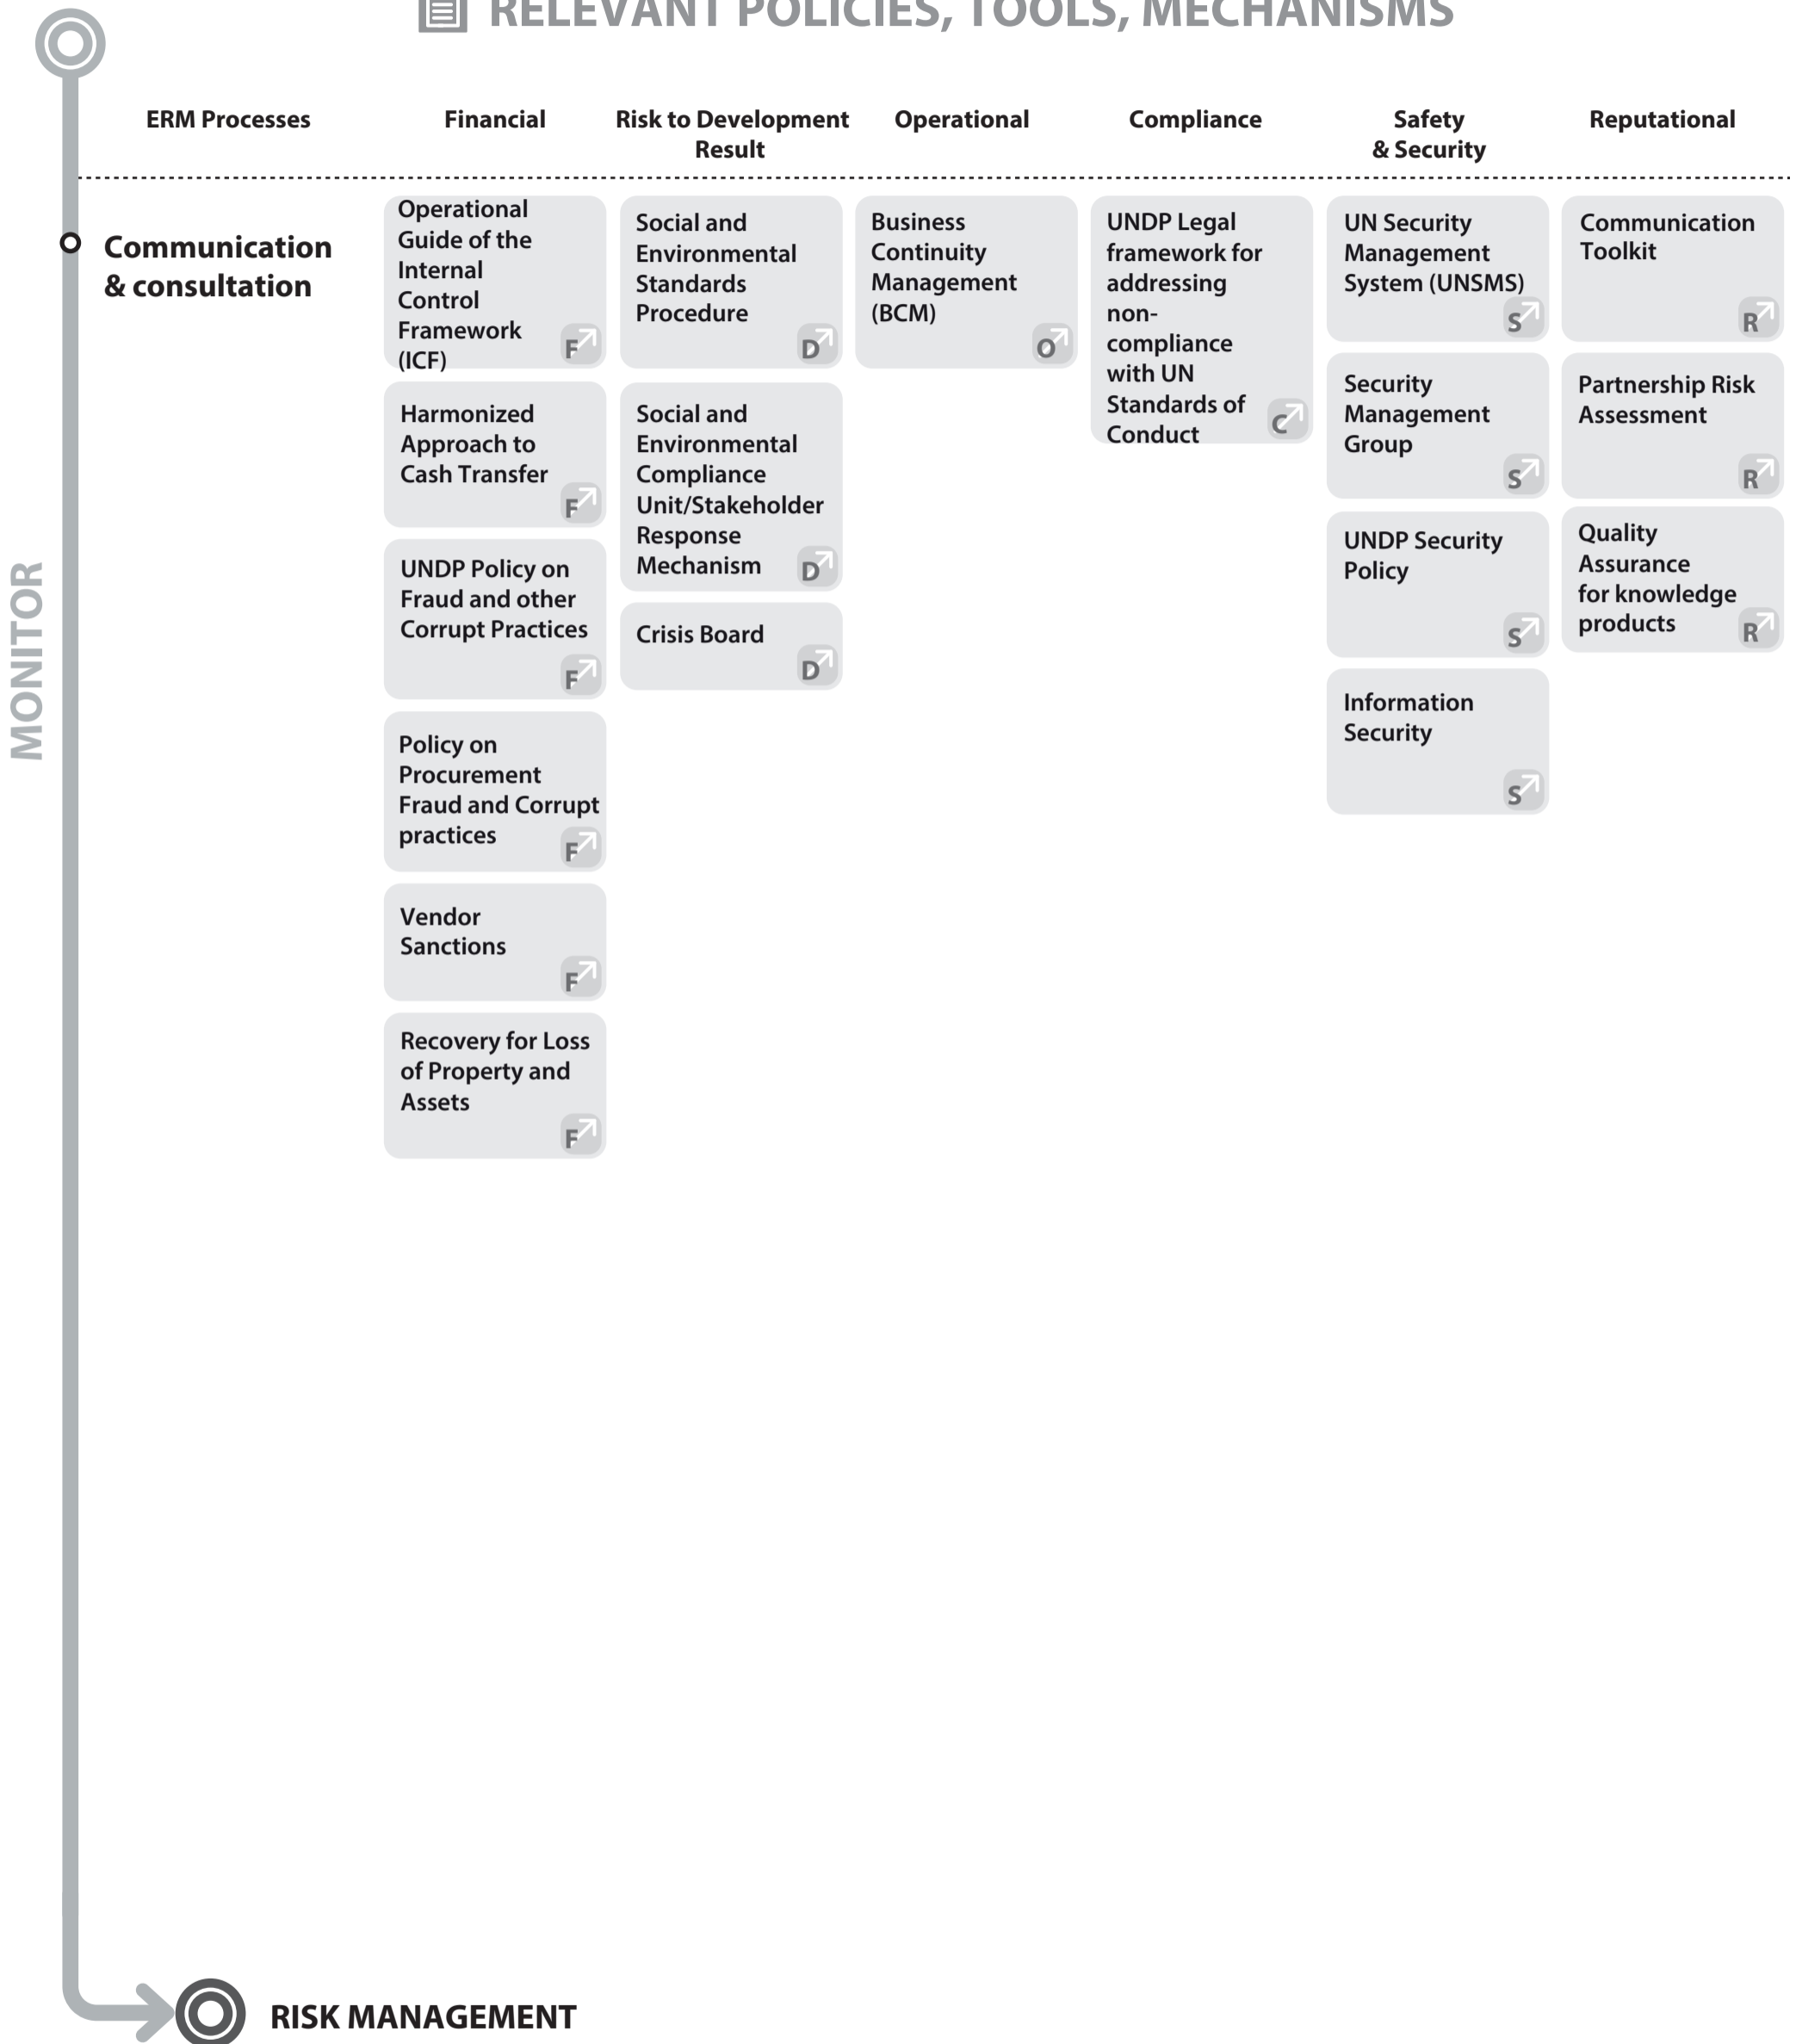 RELEVANT POLICIES, TOOLS, MECHANISMS
ERM Processes
Financial
Risk to Development
Result
Operational
Compliance
Safety
& Security
Reputational
MONITOR
Communication
& consultation
Operational
Guide of the
Internal
Control
Framework
(ICF)
F
Harmonized
Approach to
Cash Transfer
F
UNDP Policy on
Fraud and other
Corrupt Practices
F
Policy on
Procurement
Fraud and Corrupt
practices
F
Vendor
Sanctions
F
Recovery for Loss
of Property and
Assets
F
Social and
Environmental
Standards
Procedure
D
Social and
Environmental
Compliance
Unit/Stakeholder
Response
Mechanism
D
Crisis Board
D
Business
Continuity
Management
(BCM)
O
UNDP Legal
framework for
addressing
non-
compliance
with UN
Standards of
Conduct
C
UN Security
Management
System (UNSMS)
S
Security
Management
Group
S
UNDP Security
Policy
S
Information
Security
S
Communication
Toolkit
R
Partnership Risk
Assessment
R
Quality
Assurance
for knowledge
products
R
RISK MANAGEMENT